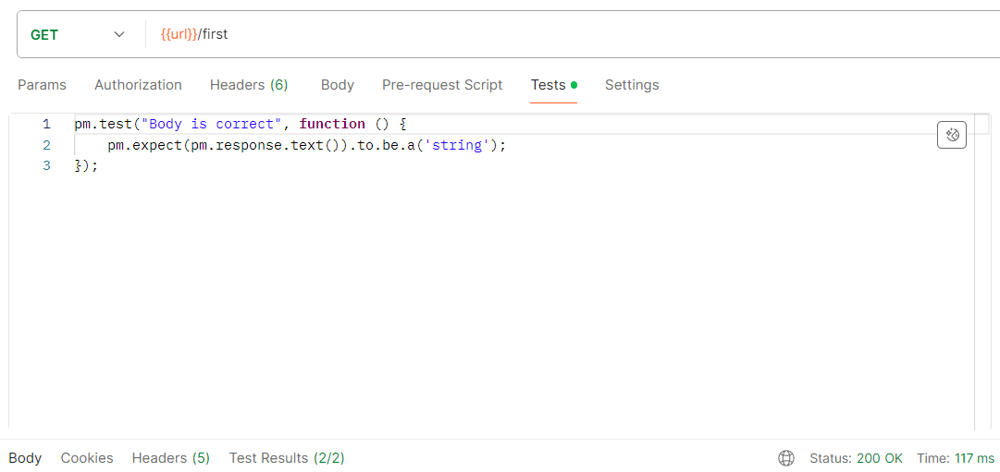 GET {{url}}/first
Params Authorization Headers (6) Body Pre-request Script Tests Settings
1 pm.test("Body is correct", function () {
2 pm.expect(pm.response.text()).to.be.a('string');
3 });
Body Cookies Headers (5) Test Results (2/2) Status: 200 OK Time: 117 ms